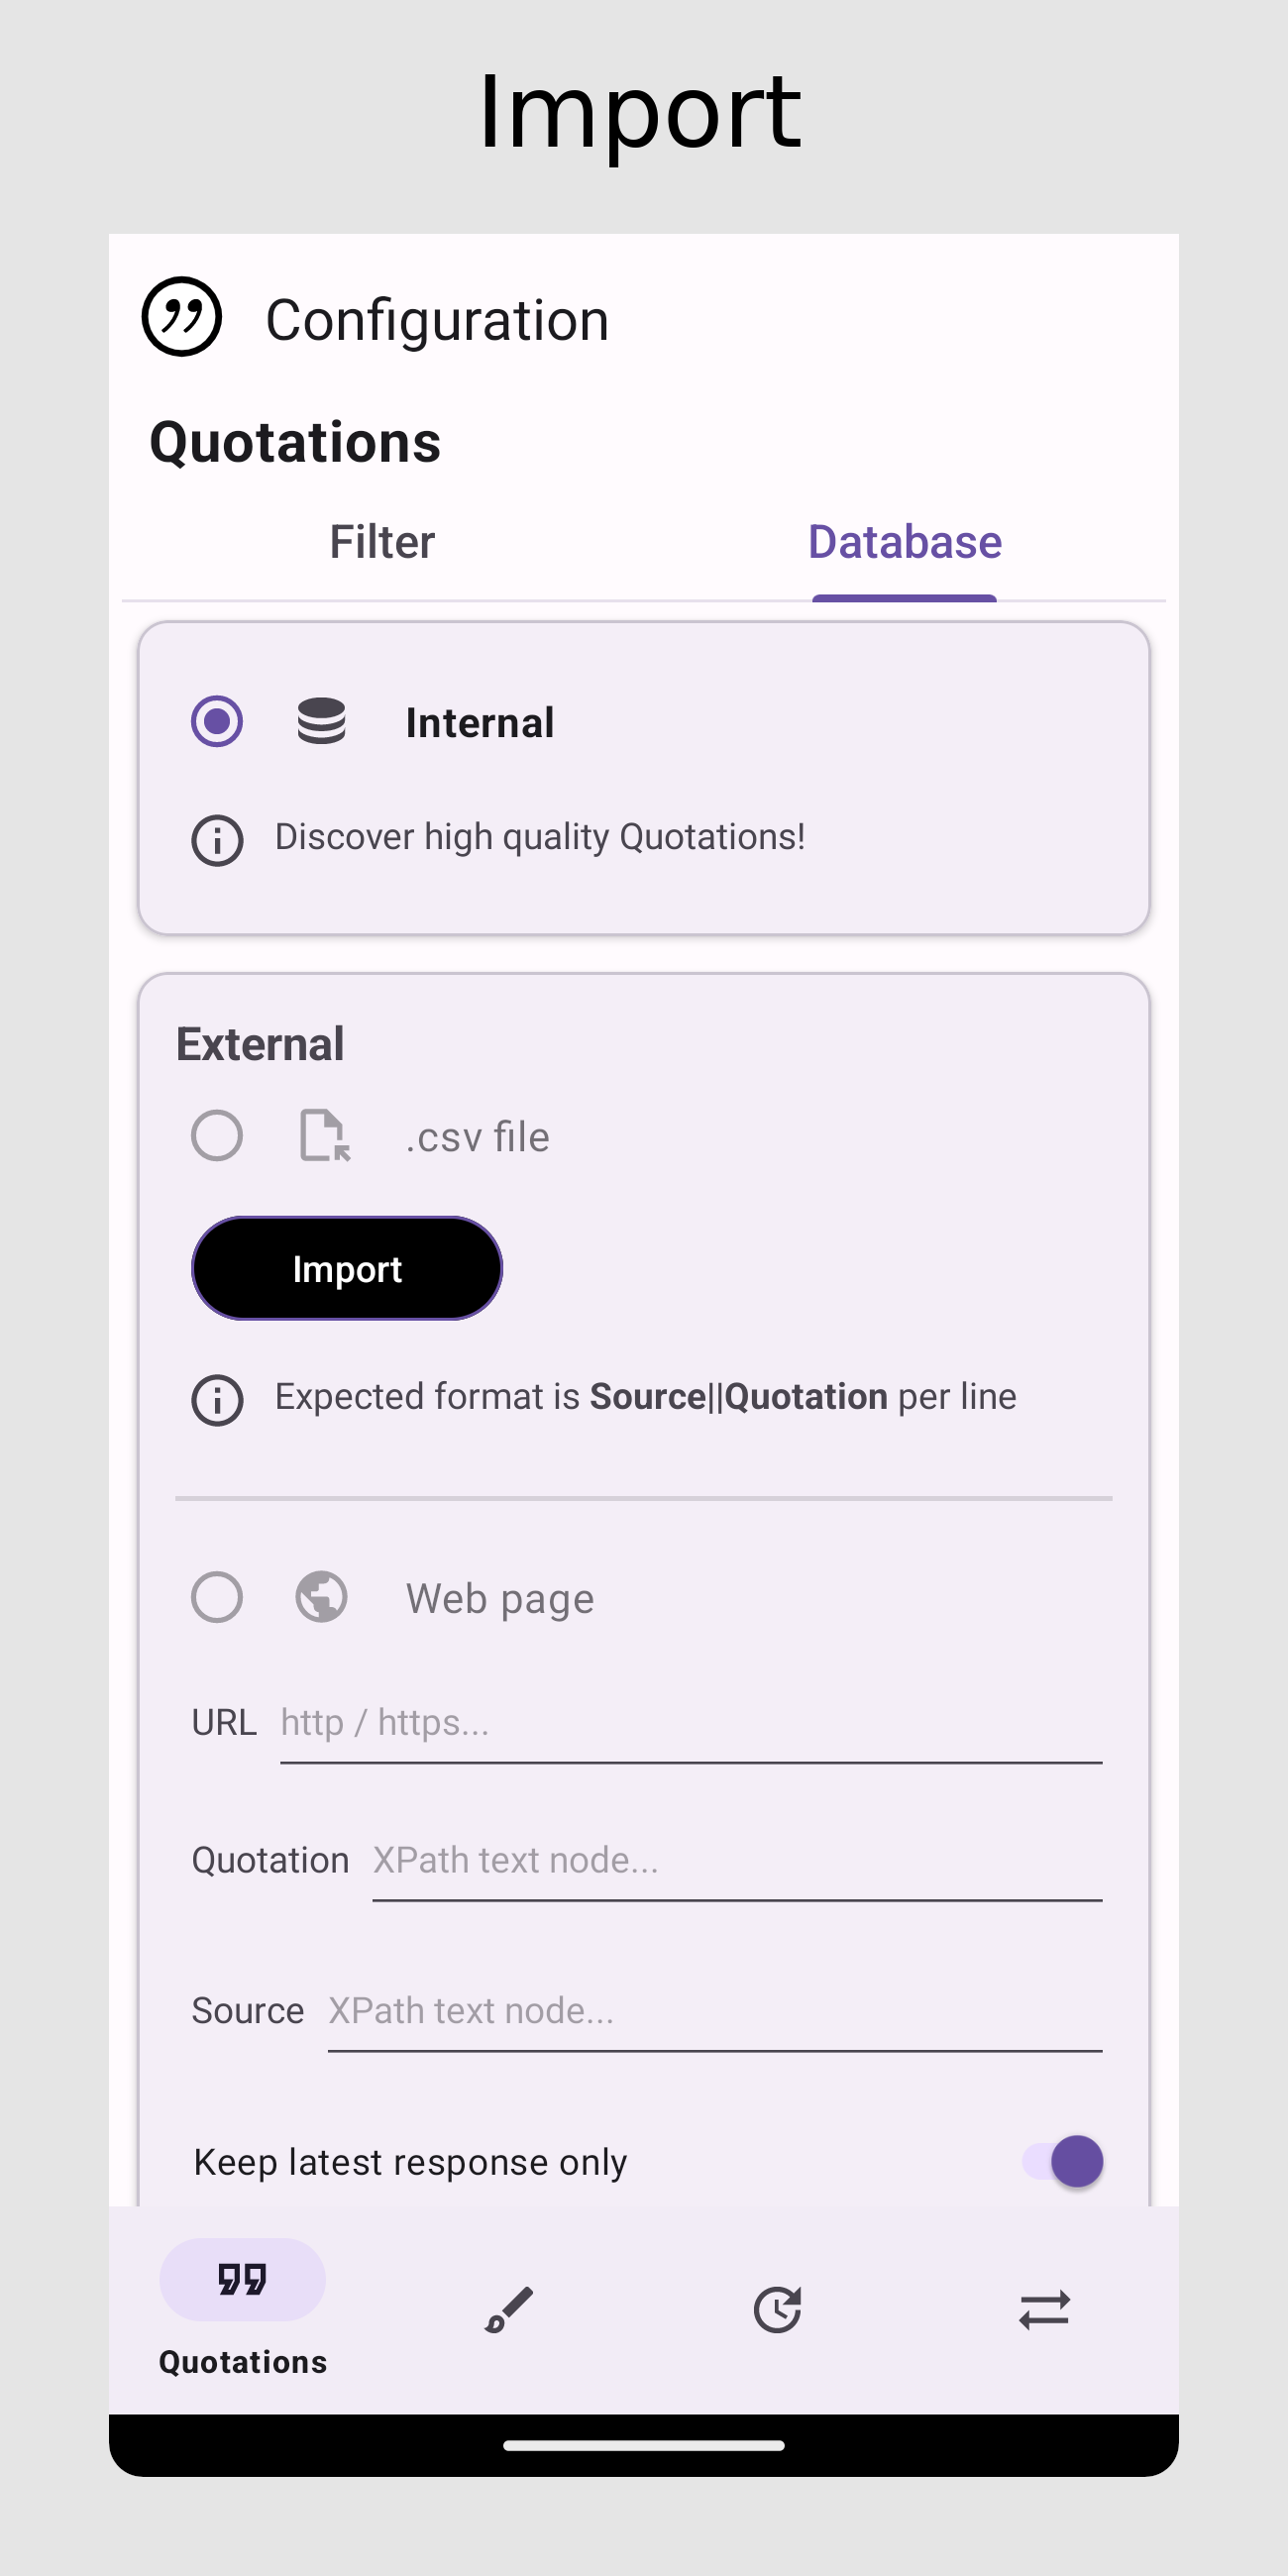 Import
Configuration
Quotations
Filter
Database
Internal
Discover high quality Quotations!
External
.csv file
Import
Expected format is Source||Quotation per line
Web page
URL http / https...
Quotation XPath text node...
Source XPath text node...
Keep latest response only
Quotations